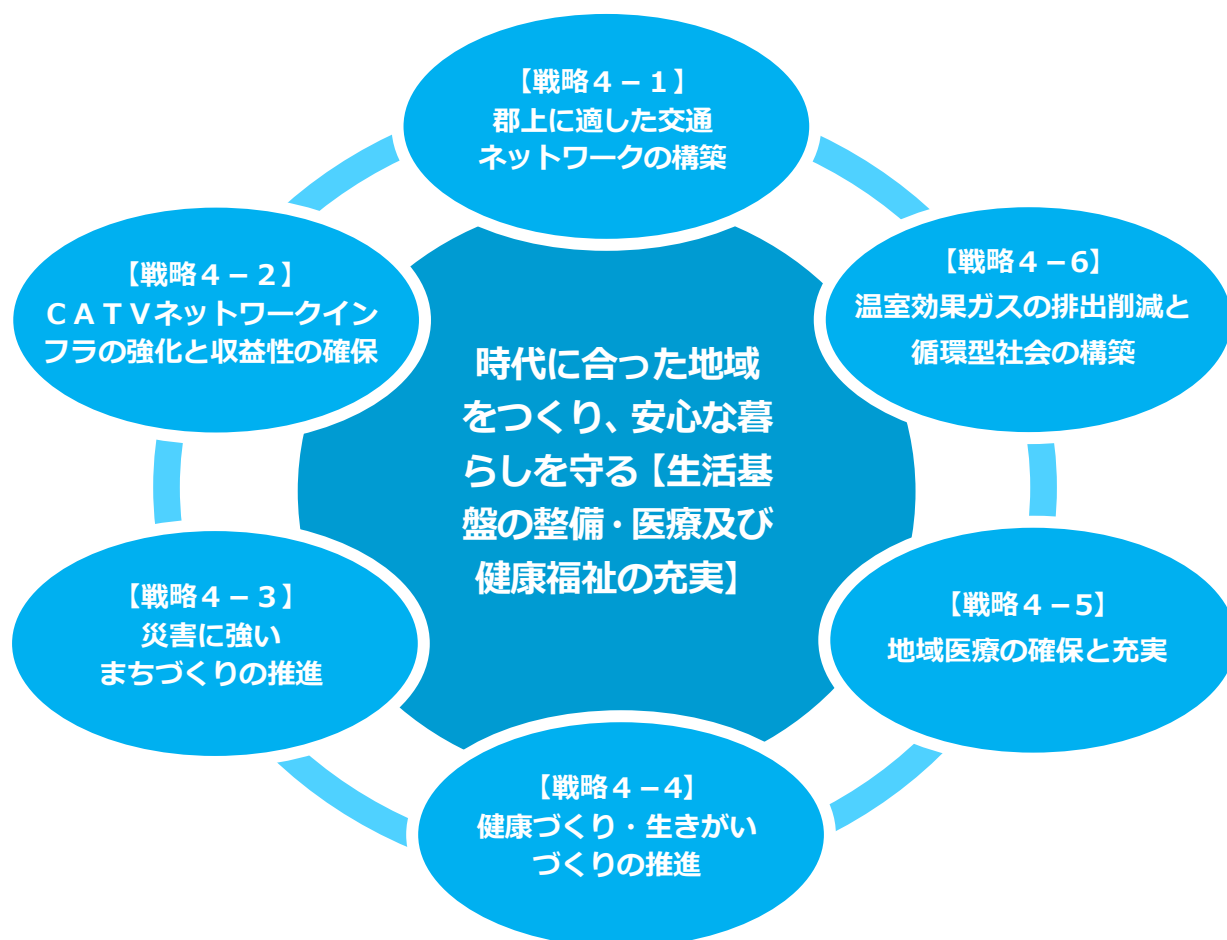 【戦略４－１】
郡上に適した交通
ネットワークの構築
【戦略４－２】
ＣＡＴＶネットワークイン
フラの強化と収益性の確保
【戦略４－6】
温室効果ガスの排出削減と
循環型社会の構築
時代に合った地域
をつくり、安心な暮
らしを守る【生活基
盤の整備・医療及び
健康福祉の充実】
【戦略４－３】
災害に強い
まちづくりの推進
【戦略４－5】
地域医療の確保と充実
【戦略４－4】
健康づくり・生きがい
づくりの推進